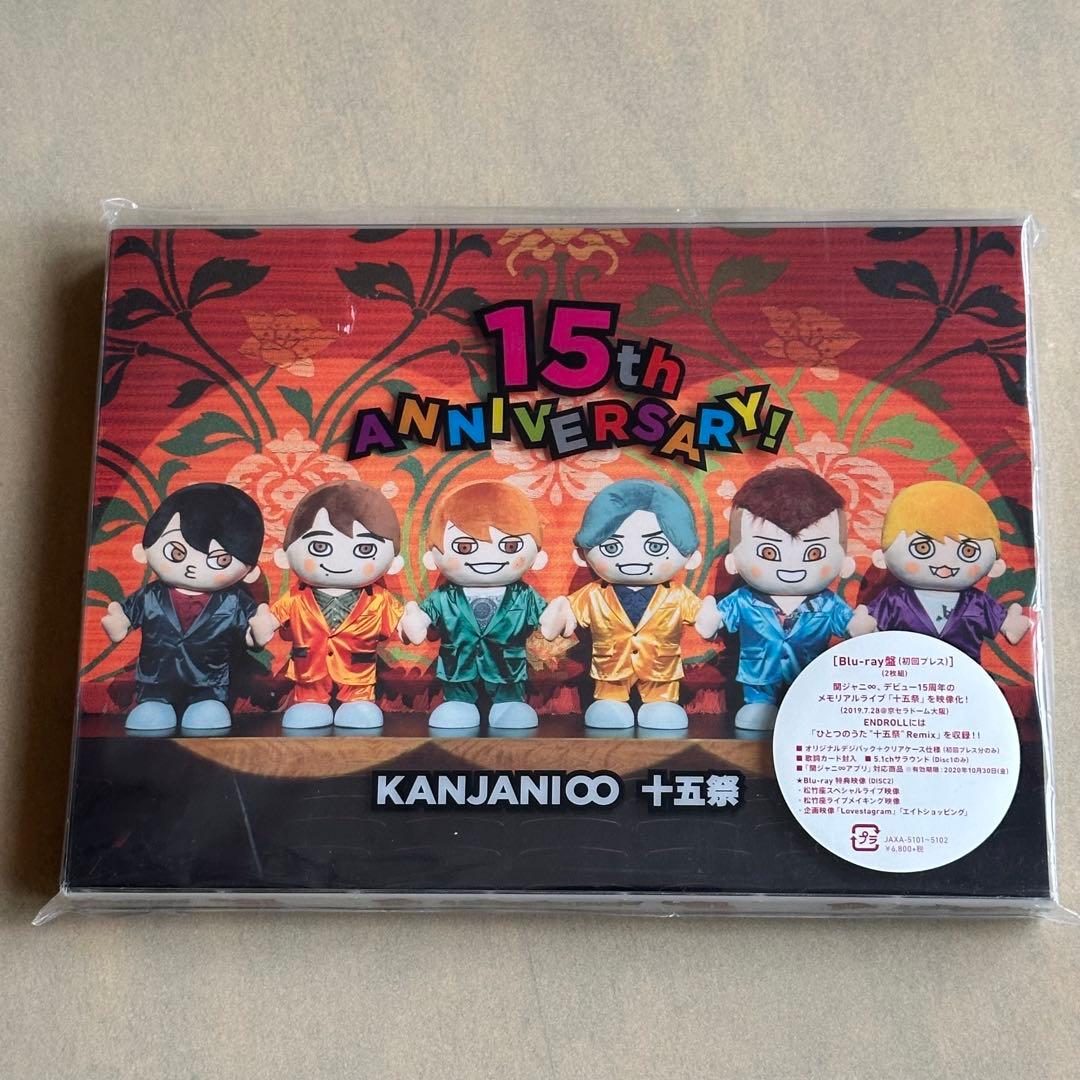 15th
ANNIVERSARY!
KANJANI∞ 十五祭
[Blu-ray盤(初回プレス)]
(2枚組)
関ジャニ∞、デビュー15周年の
メモリアルライブ「十五祭」を映像化!
(2019.7.28@京セラドーム大阪)
ENDROLLには
「ひとつのうた"十五祭"Remix」を収録!!
■ オリジナルデジパック+クリアケース仕様(初回プレス分のみ)
■ 歌詞カード封入 ■ 5.1chサラウンド(Disc1のみ)
■「関ジャニ∞アプリ」対応商品 ※有効期限:2020年10月30日(金)
★Blu-ray 特典映像(DISC2)
・松竹座スペシャルライブ映像
・松竹座ライブメイキング映像
・企画映像「Lovestagram」「エイトショッピング」
プラ
JAXA-5101~5102
¥6,800+税